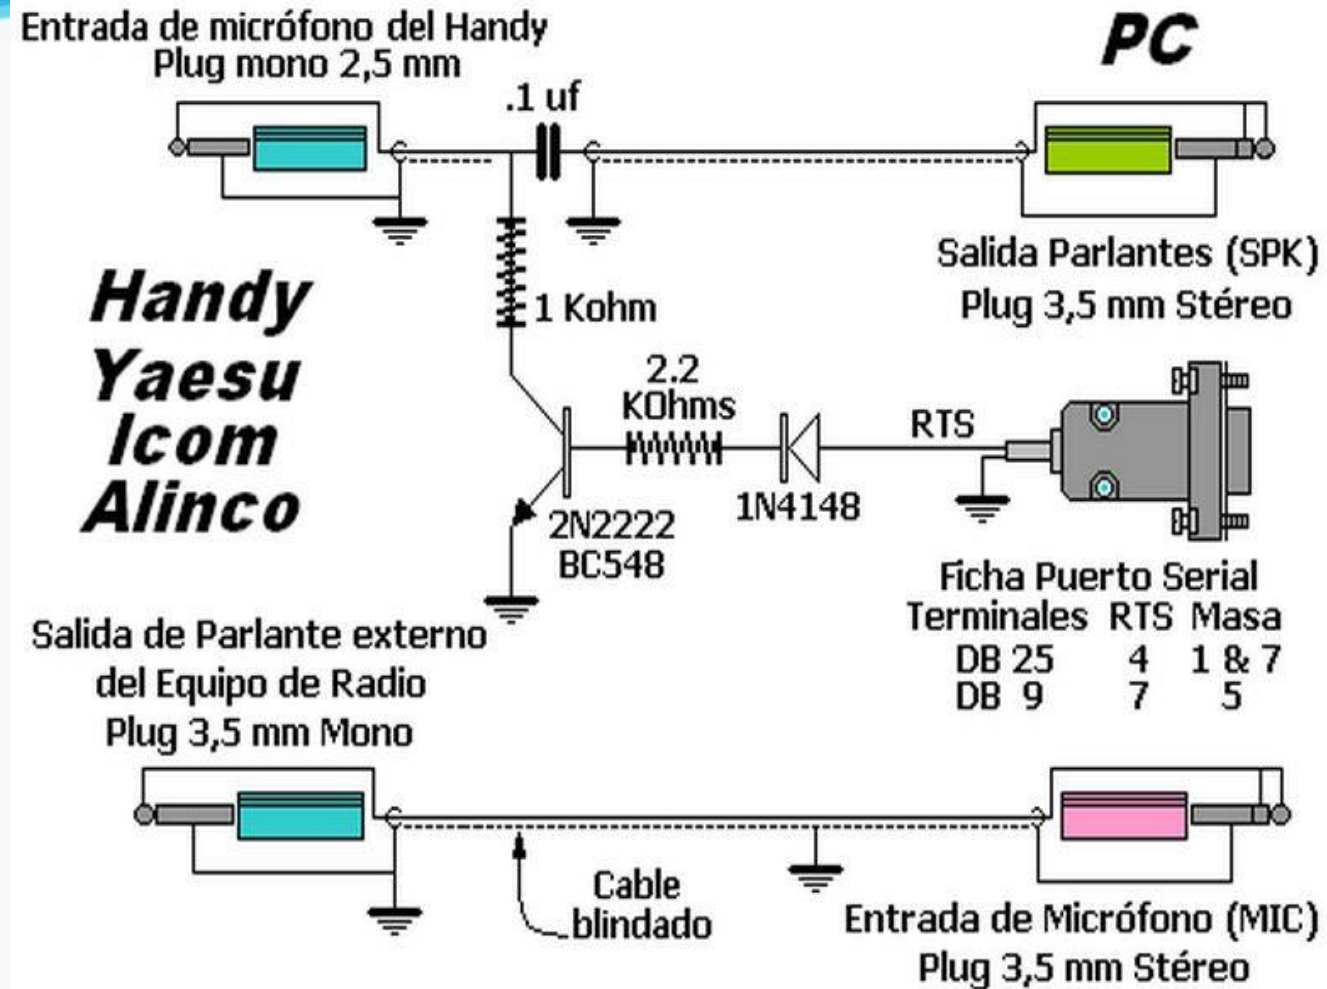 Entrada de micrófono del Handy
Plug mono 2,5 mm
PC
.1 uf
Salida Parlantes (SPK)
Plug 3,5 mm Stéreo
Handy
Yaesu
Icom
Alinco
1 Kohm
2.2
KOhms
RTS
1N4148
2N2222
BC548
Ficha Puerto Serial
Terminales RTS Masa
DB 25 4 1 & 7
DB 9 7 5
Salida de Parlante externo
del Equipo de Radio
Plug 3,5 mm Mono
Cable
blindado
Entrada de Micrófono (MIC)
Plug 3,5 mm Stéreo